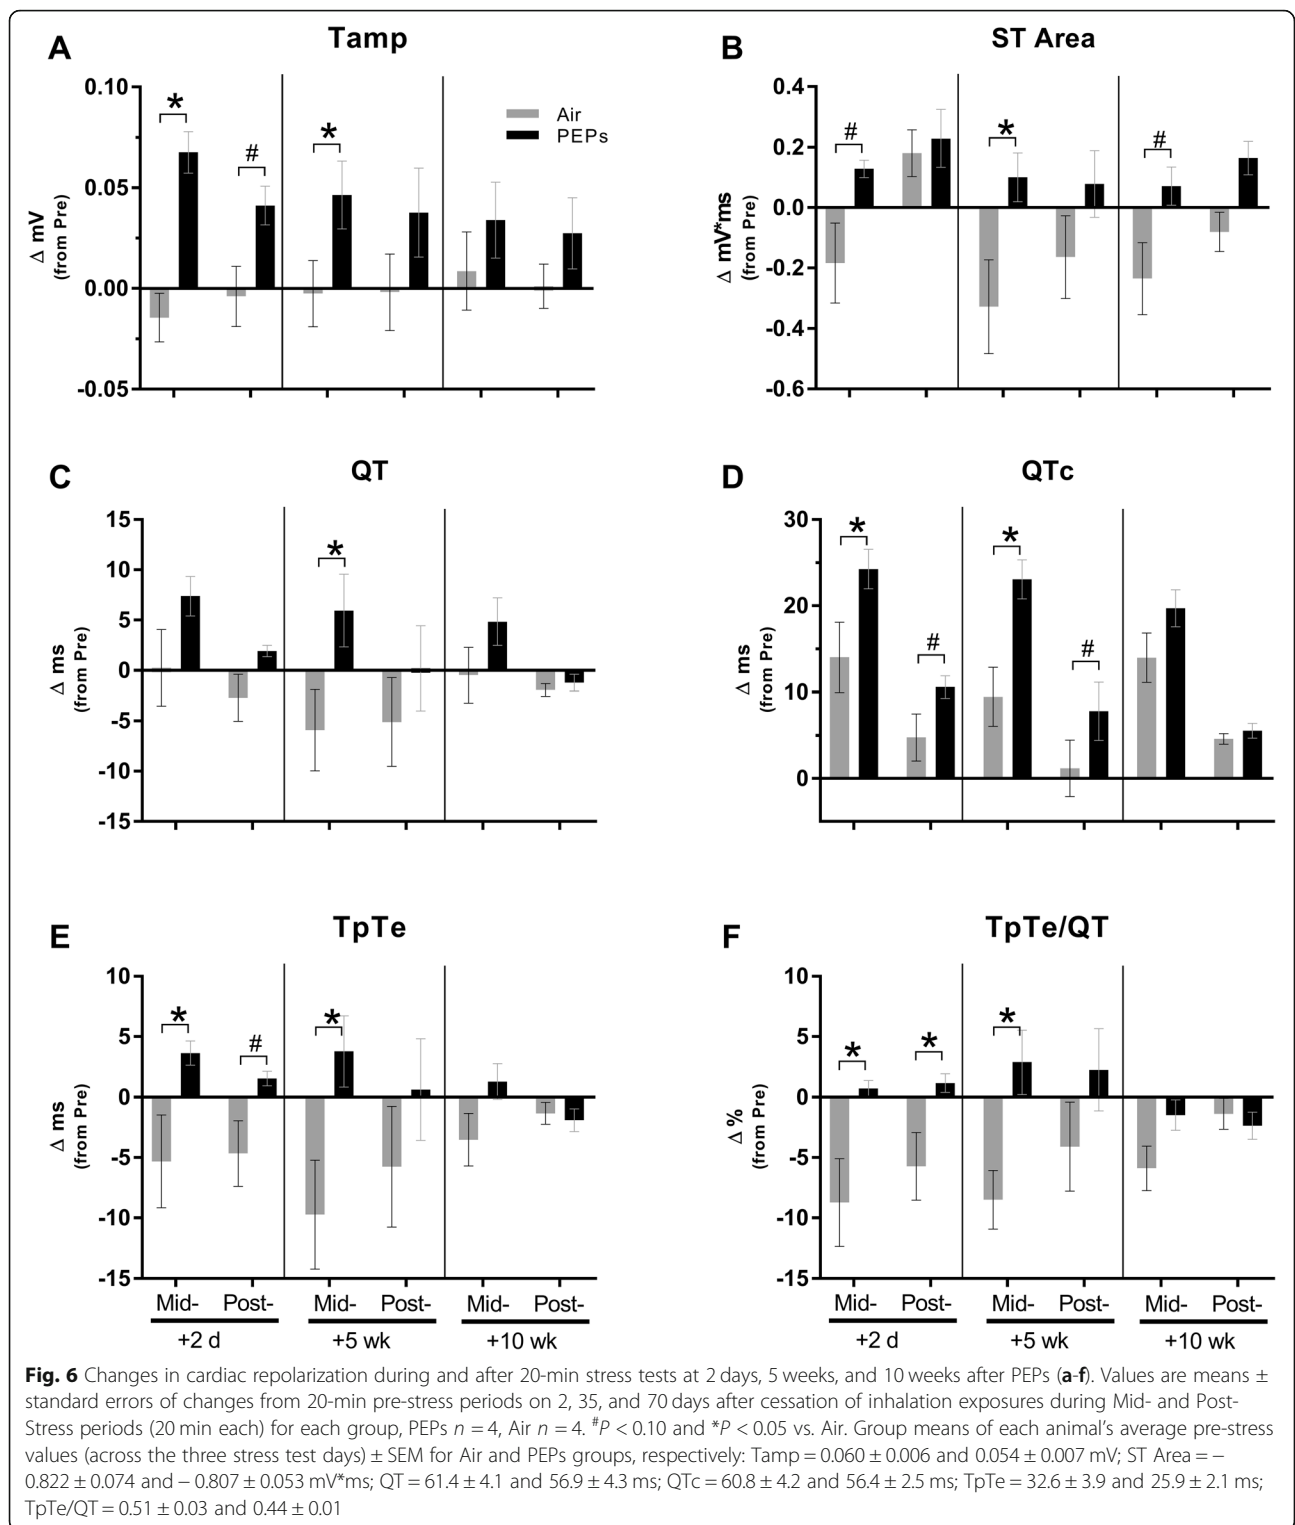 A
Tamp
0.10
0.05
0.00
-0.05
Δ mV
(from Pre)
*
#
*
Air
PEPs
B
ST Area
0.4
0.2
0.0
-0.2
-0.4
-0.6
Δ mV*ms
(from Pre)
#
*
#
C
QT
15
10
5
0
-5
-10
-15
Δ ms
(from Pre)
*
D
QTc
30
20
10
0
Δ ms
(from Pre)
*
#
*
#
E
TpTe
10
5
0
-5
-10
-15
Δ ms
(from Pre)
*
#
*
Mid- Post- Mid- Post- Mid- Post-
+2 d +5 wk +10 wk
F
TpTe/QT
10
5
0
-5
-10
-15
Δ %
(from Pre)
*
*
*
Mid- Post- Mid- Post- Mid- Post-
+2 d +5 wk +10 wk
Fig. 6 Changes in cardiac repolarization during and after 20-min stress tests at 2 days, 5 weeks, and 10 weeks after PEPs (a-f). Values are means ±
standard errors of changes from 20-min pre-stress periods on 2, 35, and 70 days after cessation of inhalation exposures during Mid- and Post-
Stress periods (20 min each) for each group, PEPs n = 4, Air n = 4. #P < 0.10 and *P < 0.05 vs. Air. Group means of each animal's average pre-stress
values (across the three stress test days) ± SEM for Air and PEPs groups, respectively: Tamp = 0.060 ± 0.006 and 0.054 ± 0.007 mV; ST Area = −
0.822 ± 0.074 and − 0.807 ± 0.053 mV*ms; QT = 61.4 ± 4.1 and 56.9 ± 4.3 ms; QTc = 60.8 ± 4.2 and 56.4 ± 2.5 ms; TpTe = 32.6 ± 3.9 and 25.9 ± 2.1 ms;
TpTe/QT = 0.51 ± 0.03 and 0.44 ± 0.01